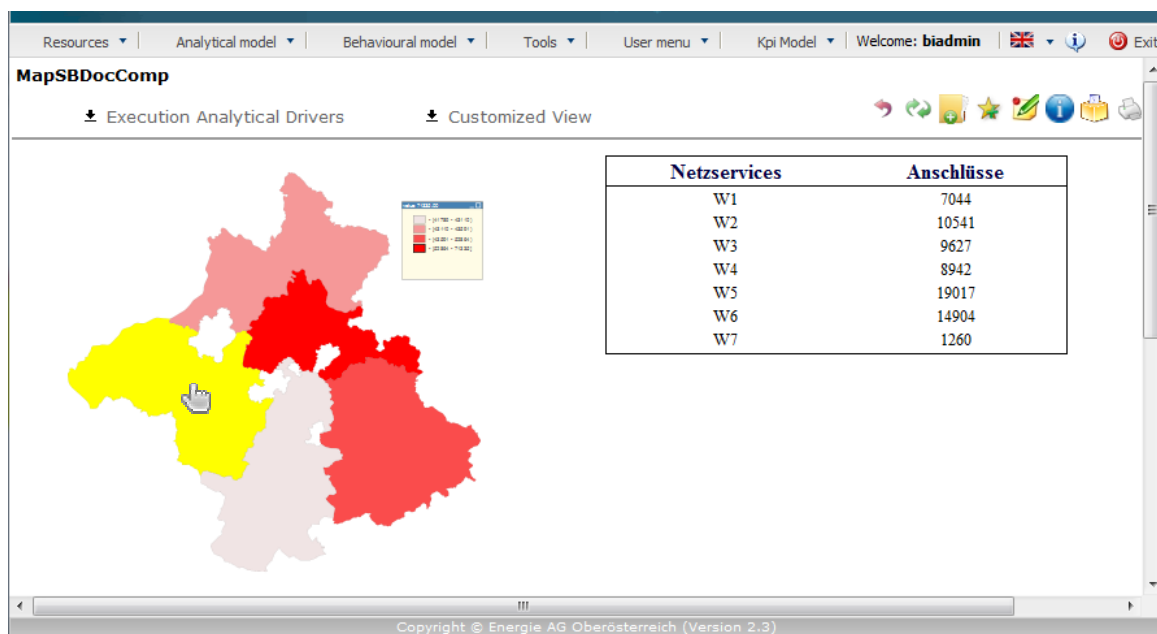 Resources Analytical model Behavioural model Tools User menu Kpi Model Welcome: biadmin Exit
MapSBDocComp
Execution Analytical Drivers Customized View
Netzservices Anschlüsse
W1 7044
W2 10541
W3 9627
W4 8942
W5 19017
W6 14904
W7 1260
Copyright © Energie AG Oberösterreich (Version 2.3)